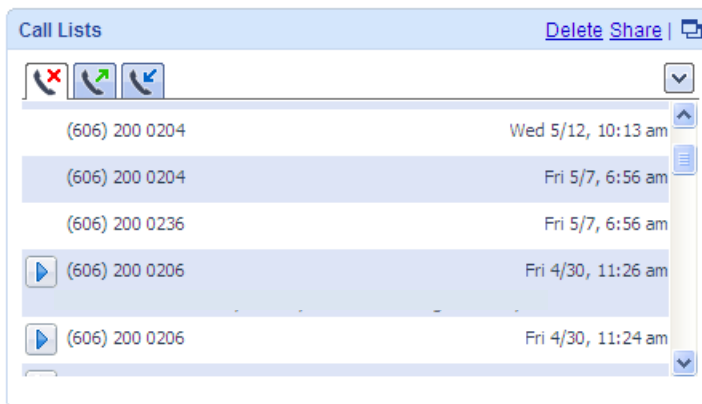 Call Lists Delete Share |
(606) 200 0204 Wed 5/12, 10:13 am
(606) 200 0204 Fri 5/7, 6:56 am
(606) 200 0236 Fri 5/7, 6:56 am
(606) 200 0206 Fri 4/30, 11:26 am
(606) 200 0206 Fri 4/30, 11:24 am